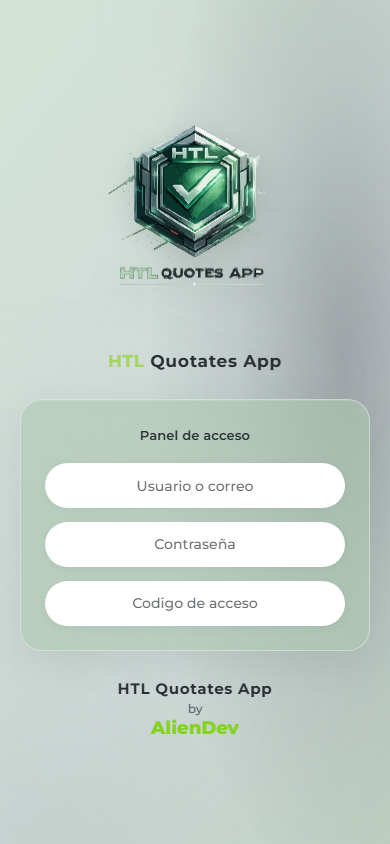 HTL
HTL QUOTES APP
HTL Quotates App
Panel de acceso
Usuario o correo
Contraseña
Codigo de acceso
HTL Quotates App
by
AlienDev